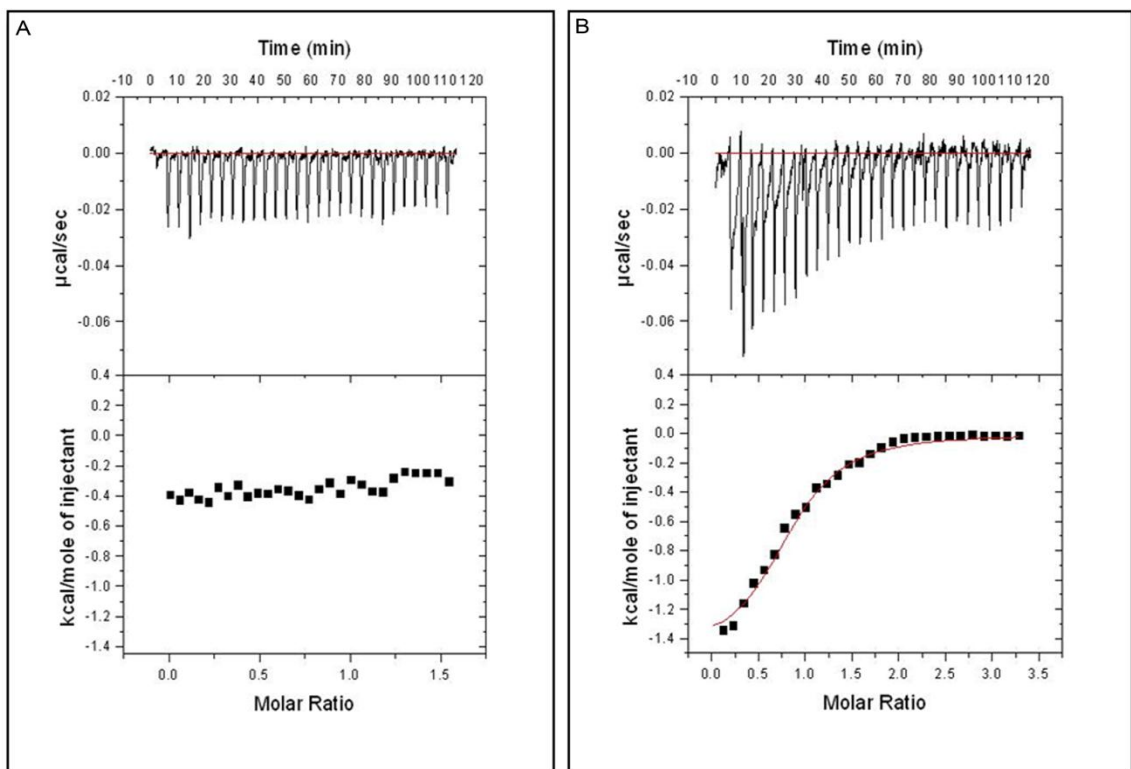 A
Time (min)
-10 0 10 20 30 40 50 60 70 80 90 100 110 120
0.02
0.00
-0.02
-0.04
-0.06
µcal/sec
0.4
0.2
0.0
-0.2
-0.4
-0.6
-0.8
-1.0
-1.2
-1.4
kcal/mole of injectant
0.0 0.5 1.0 1.5
Molar Ratio
B
Time (min)
-10 0 10 20 30 40 50 60 70 80 90 100 110 120
0.02
0.00
-0.02
-0.04
-0.06
µcal/sec
0.4
0.2
0.0
-0.2
-0.4
-0.6
-0.8
-1.0
-1.2
-1.4
kcal/mole of injectant
0.0 0.5 1.0 1.5 2.0 2.5 3.0 3.5
Molar Ratio